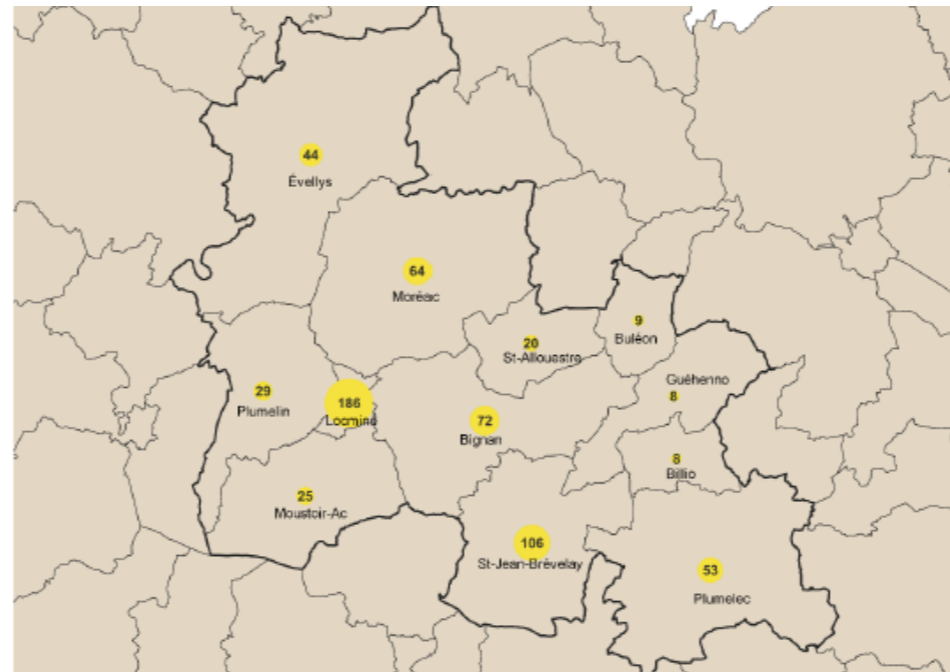 44
Évellys
64
Moréac
9
Buléon
20
St-Allouestre
Guéhenno
8
29
Plumelin
186
Locminé
72
Bignan
8
Billio
25
Moustoir-Ac
106
St-Jean-Brévelay
53
Plumelec